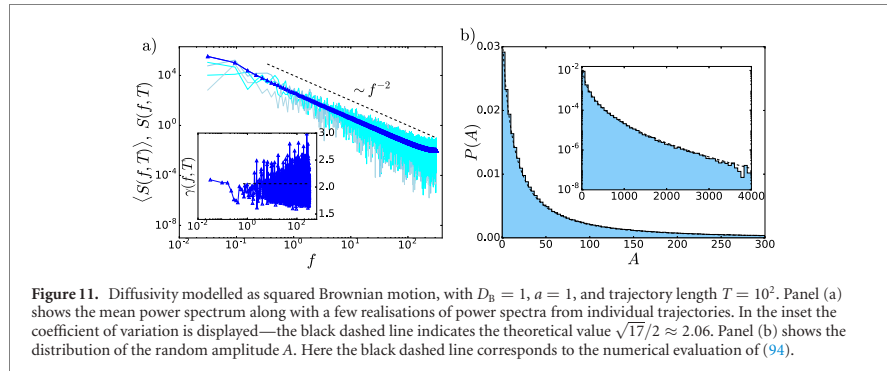 a)
10^4
10^0
10^{-4}
10^{-8}
⟨S(f, T)⟩, S(f, T)
~ f^{-2}
3.0
2.5
2.0
1.5
γ(f, T)
10^{-2} 10^0 10^2
10^{-2} 10^{-1} 10^0 10^1 10^2
f
b)
0.03
0.02
0.01
0.00
P(A)
10^{-2}
10^{-4}
10^{-6}
10^{-8}
0 1000 2000 3000 4000
0 50 100 150 200 250 300
A
Figure 11. Diffusivity modelled as squared Brownian motion, with D_B = 1, a = 1, and trajectory length T = 10^2. Panel (a)
shows the mean power spectrum along with a few realisations of power spectra from individual trajectories. In the inset the
coefficient of variation is displayed—the black dashed line indicates the theoretical value √17/2 ≈ 2.06. Panel (b) shows the
distribution of the random amplitude A. Here the black dashed line corresponds to the numerical evaluation of (94).